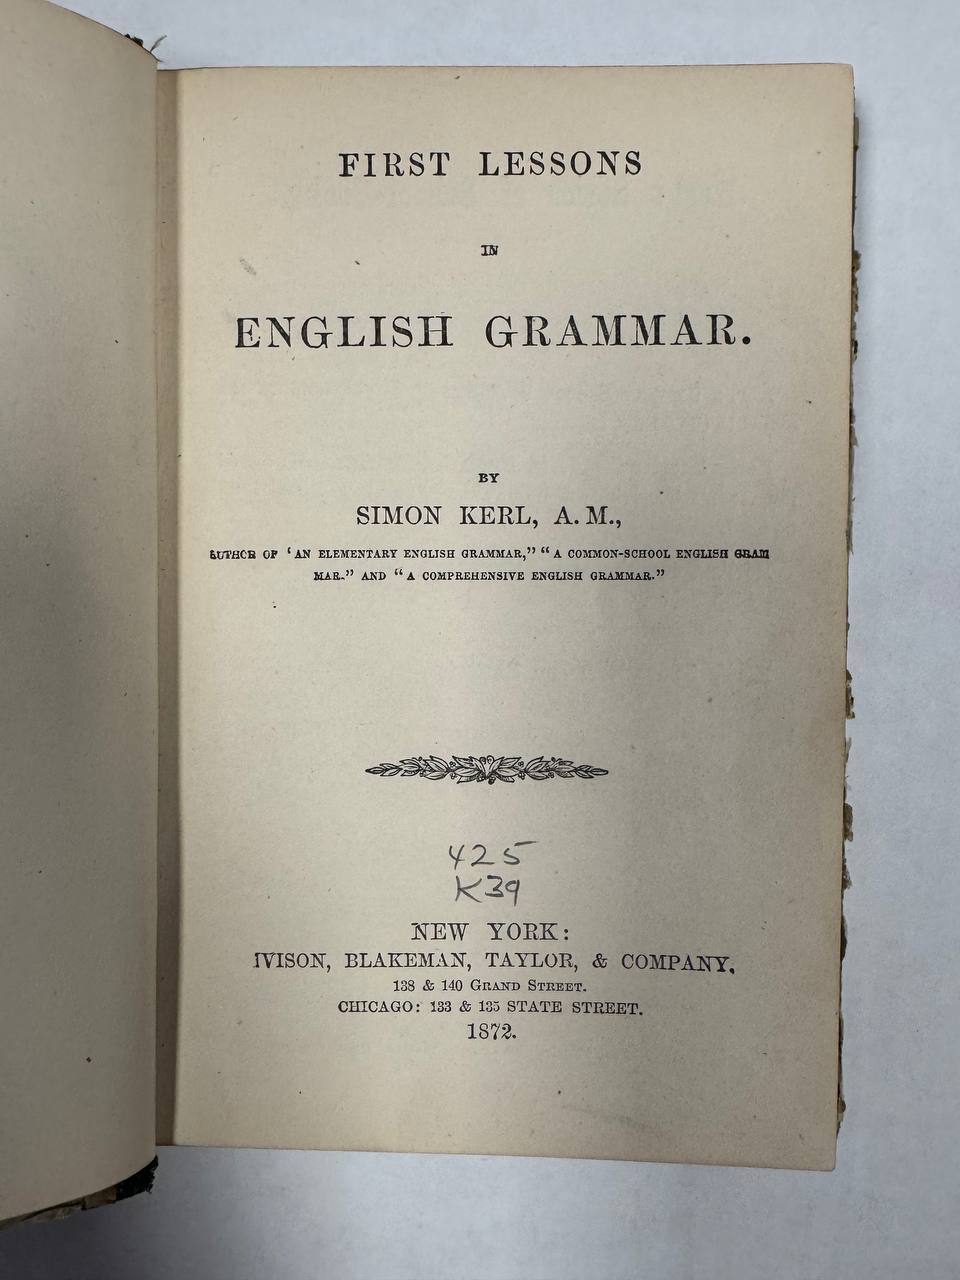 FIRST LESSONS
IN
ENGLISH GRAMMAR.
BY
SIMON KERL, A. M.,
AUTHOR OF ‘AN ELEMENTARY ENGLISH GRAMMAR,” “A COMMON-SCHOOL ENGLISH GRAM
MAR.” AND “A COMPREHENSIVE ENGLISH GRAMMAR.”
425
K39
NEW YORK:
IVISON, BLAKEMAN, TAYLOR, & COMPANY.
138 & 140 GRAND STREET.
CHICAGO: 133 & 135 STATE STREET.
1872.